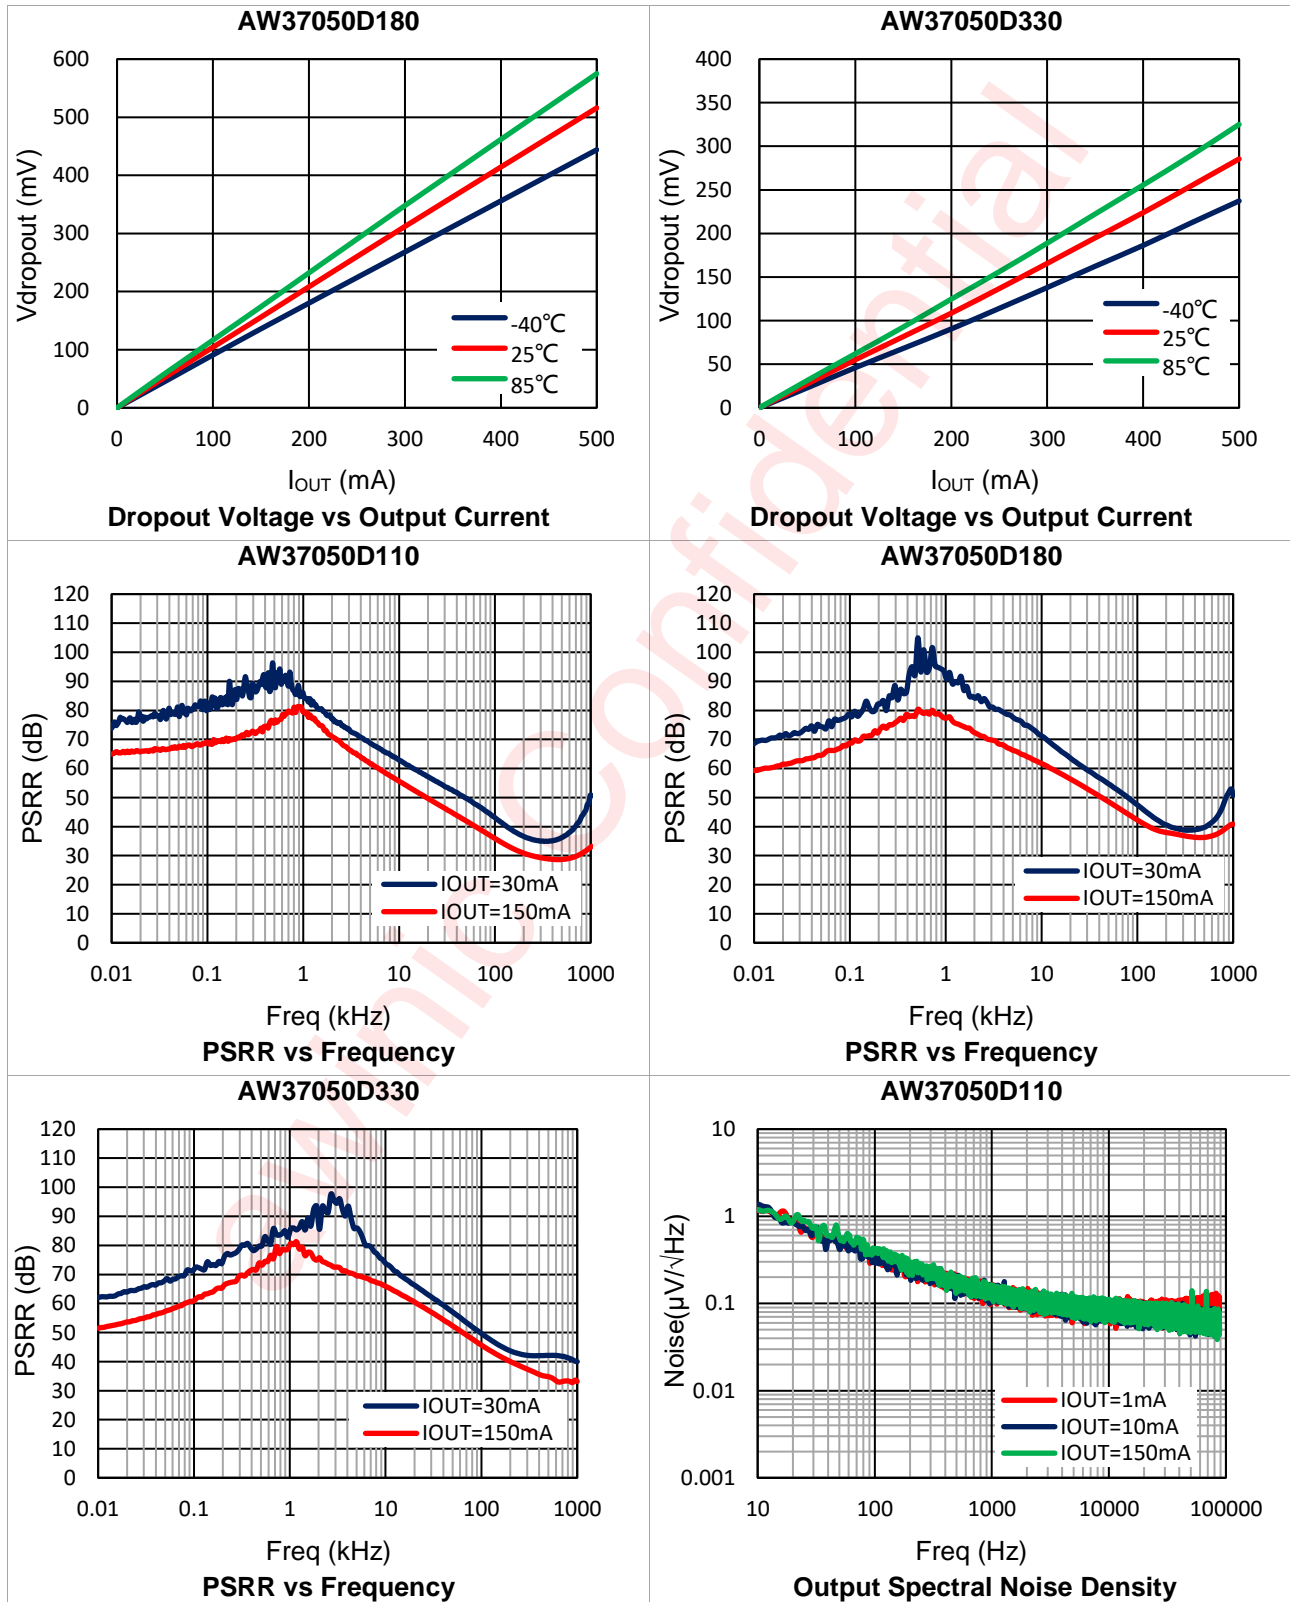 AW37050D180
600
500
400
300
200
100
0
Vdropout (mV)
-40℃
25℃
85℃
0 100 200 300 400 500
IOUT (mA)
Dropout Voltage vs Output Current
AW37050D330
400
350
300
250
200
150
100
50
0
Vdropout (mV)
-40℃
25℃
85℃
0 100 200 300 400 500
IOUT (mA)
Dropout Voltage vs Output Current
AW37050D110
120
110
100
90
80
70
60
50
40
30
20
10
0
PSRR (dB)
IOUT=30mA
IOUT=150mA
0.01 0.1 1 10 100 1000
Freq (kHz)
PSRR vs Frequency
AW37050D180
120
110
100
90
80
70
60
50
40
30
20
10
0
PSRR (dB)
IOUT=30mA
IOUT=150mA
0.01 0.1 1 10 100 1000
Freq (kHz)
PSRR vs Frequency
AW37050D330
120
110
100
90
80
70
60
50
40
30
20
10
0
PSRR (dB)
IOUT=30mA
IOUT=150mA
0.01 0.1 1 10 100 1000
Freq (kHz)
PSRR vs Frequency
AW37050D110
10
1
0.1
0.01
0.001
Noise(µV/√Hz)
IOUT=1mA
IOUT=10mA
IOUT=150mA
10 100 1000 10000 100000
Freq (Hz)
Output Spectral Noise Density
awinic Confidential